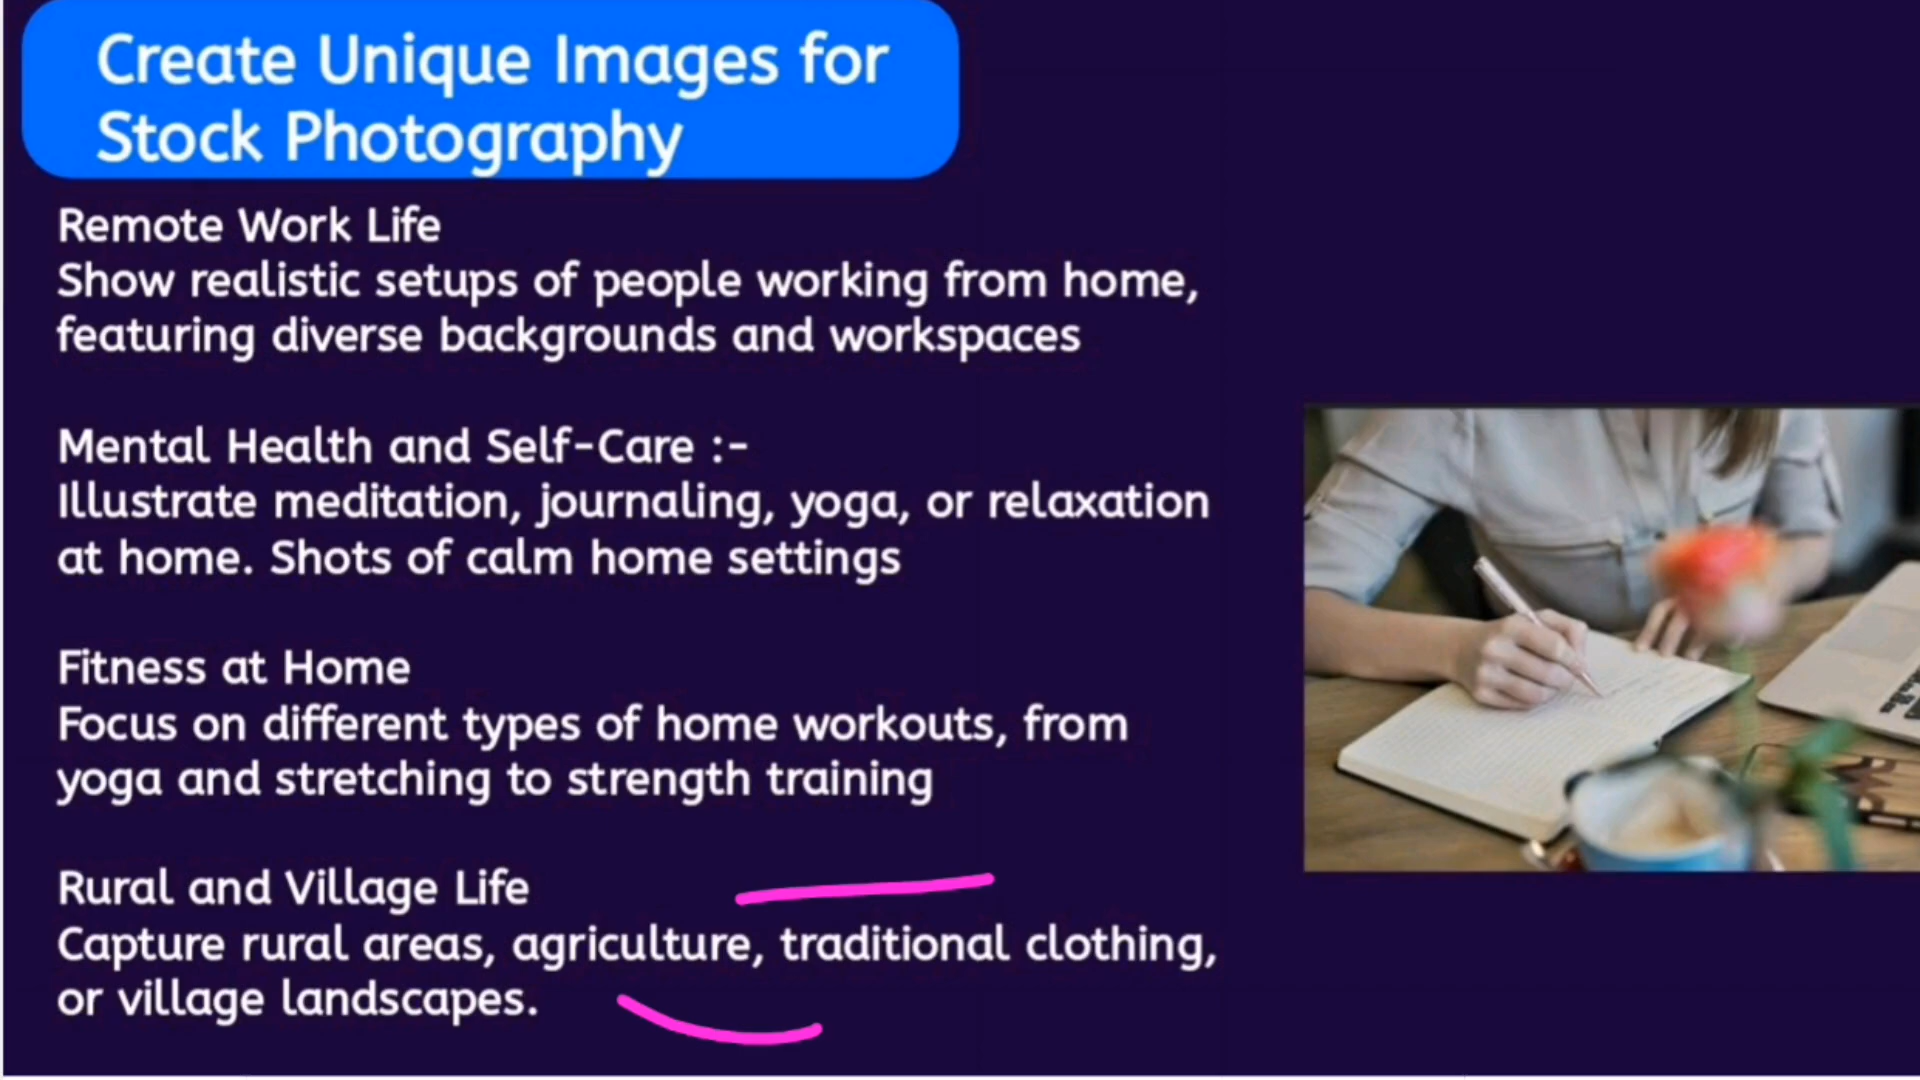 Create Unique Images for
Stock Photography
Remote Work Life
Show realistic setups of people working from home,
featuring diverse backgrounds and workspaces
Mental Health and Self-Care :-
Illustrate meditation, journaling, yoga, or relaxation
at home. Shots of calm home settings
Fitness at Home
Focus on different types of home workouts, from
yoga and stretching to strength training
Rural and Village Life
Capture rural areas, agriculture, traditional clothing,
or village landscapes.